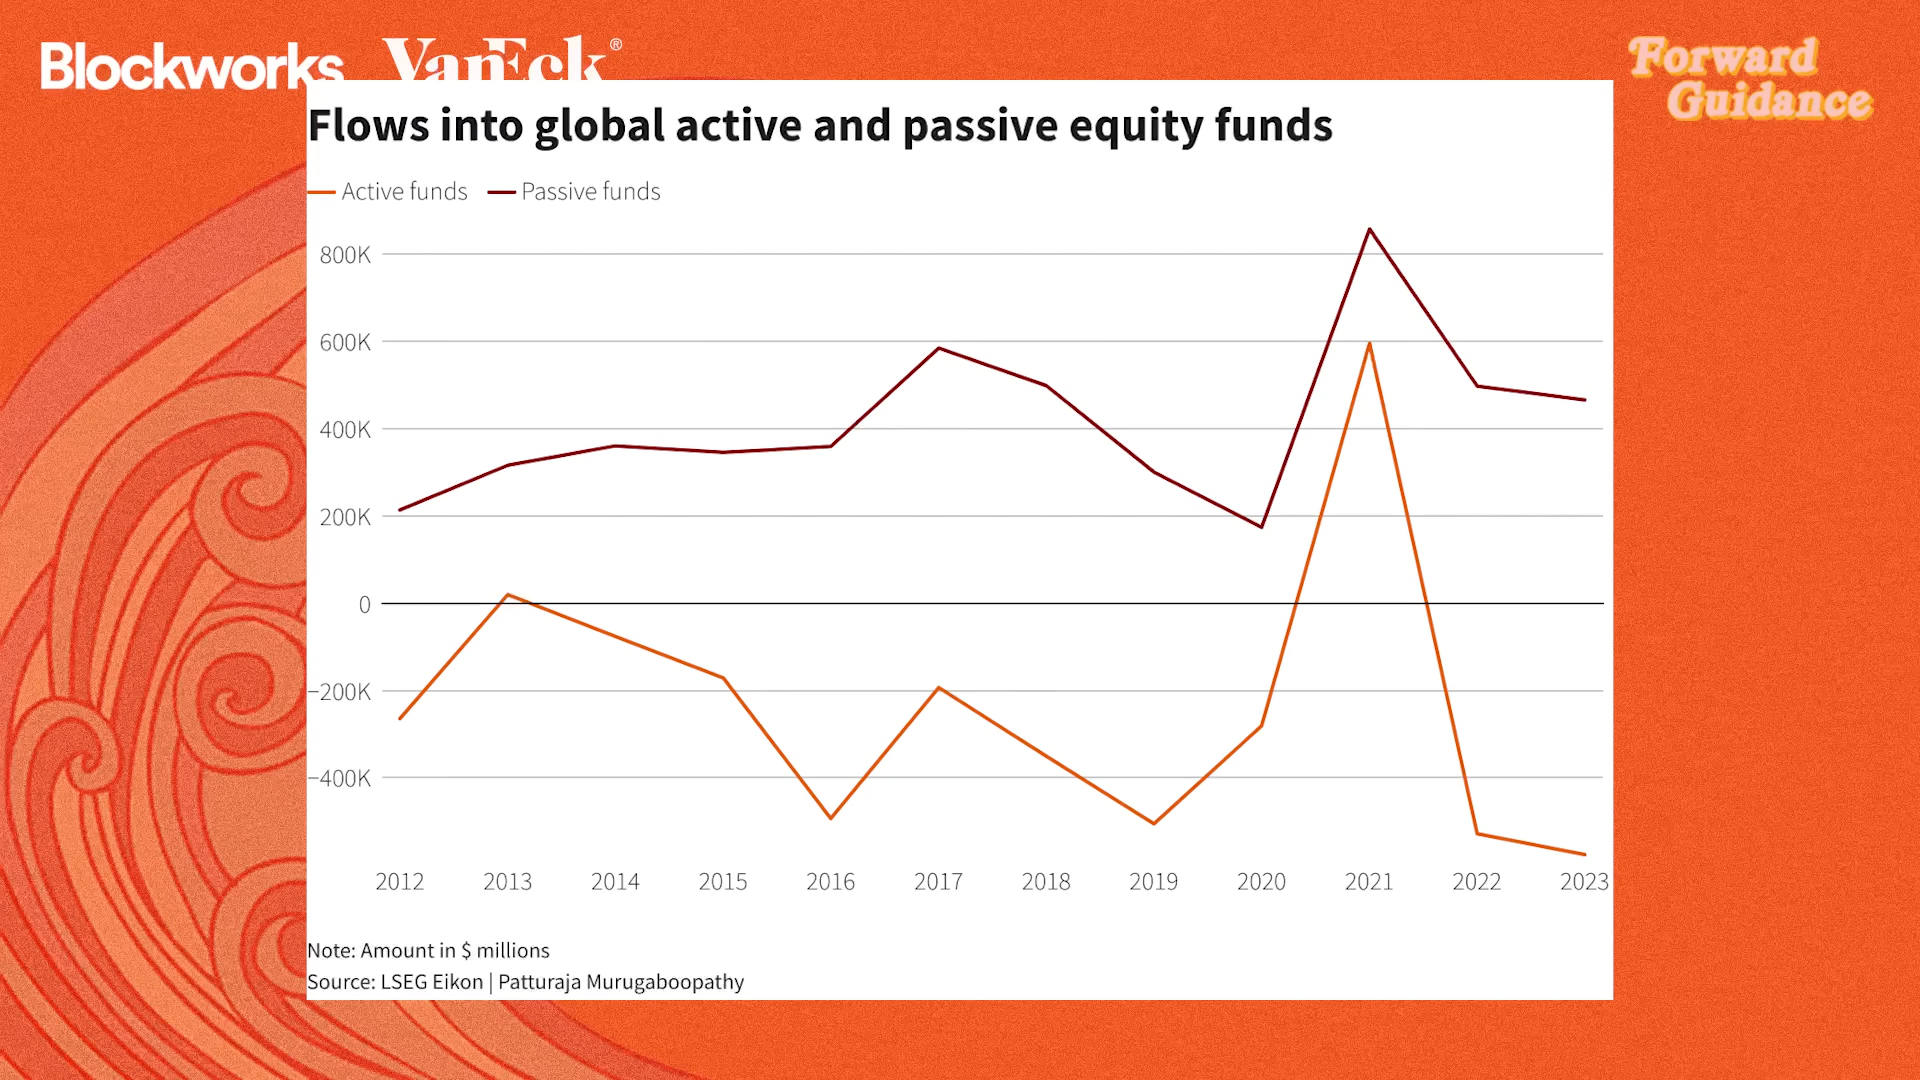 Blockworks VanEck®
Forward
Guidance
Flows into global active and passive equity funds
Active funds Passive funds
800K
600K
400K
200K
0
−200K
−400K
2012 2013 2014 2015 2016 2017 2018 2019 2020 2021 2022 2023
Note: Amount in $ millions
Source: LSEG Eikon | Patturaja Murugaboopathy